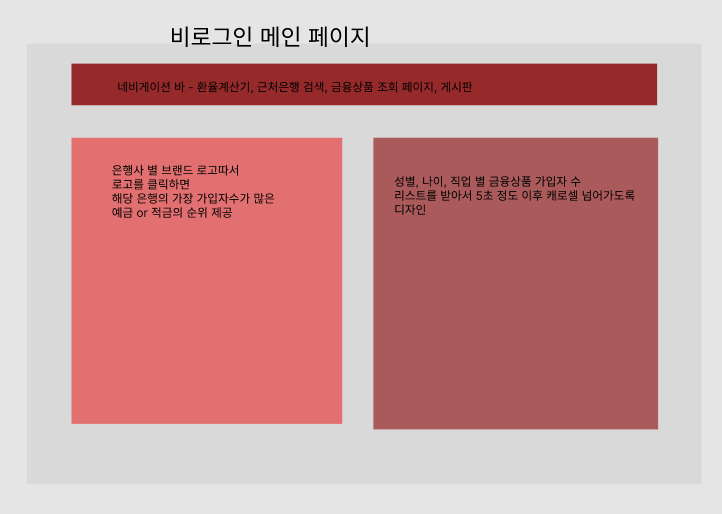 비로그인 메인 페이지
네비게이션 바 - 환율계산기, 근처은행 검색, 금융상품 조회 페이지, 게시판
은행사 별 브랜드 로고따서
로고를 클릭하면
해당 은행의 가장 가입자수가 많은
예금 or 적금의 순위 제공
성별, 나이, 직업 별 금융상품 가입자 수
리스트를 받아서 5초 정도 이후 캐로셀 넘어가도록
디자인